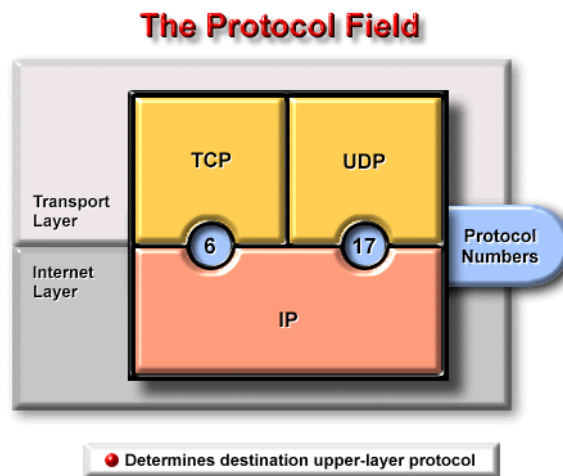 The Protocol Field
TCP
UDP
Transport
Layer
6
17
Protocol
Numbers
Internet
Layer
IP
Determines destination upper-layer protocol